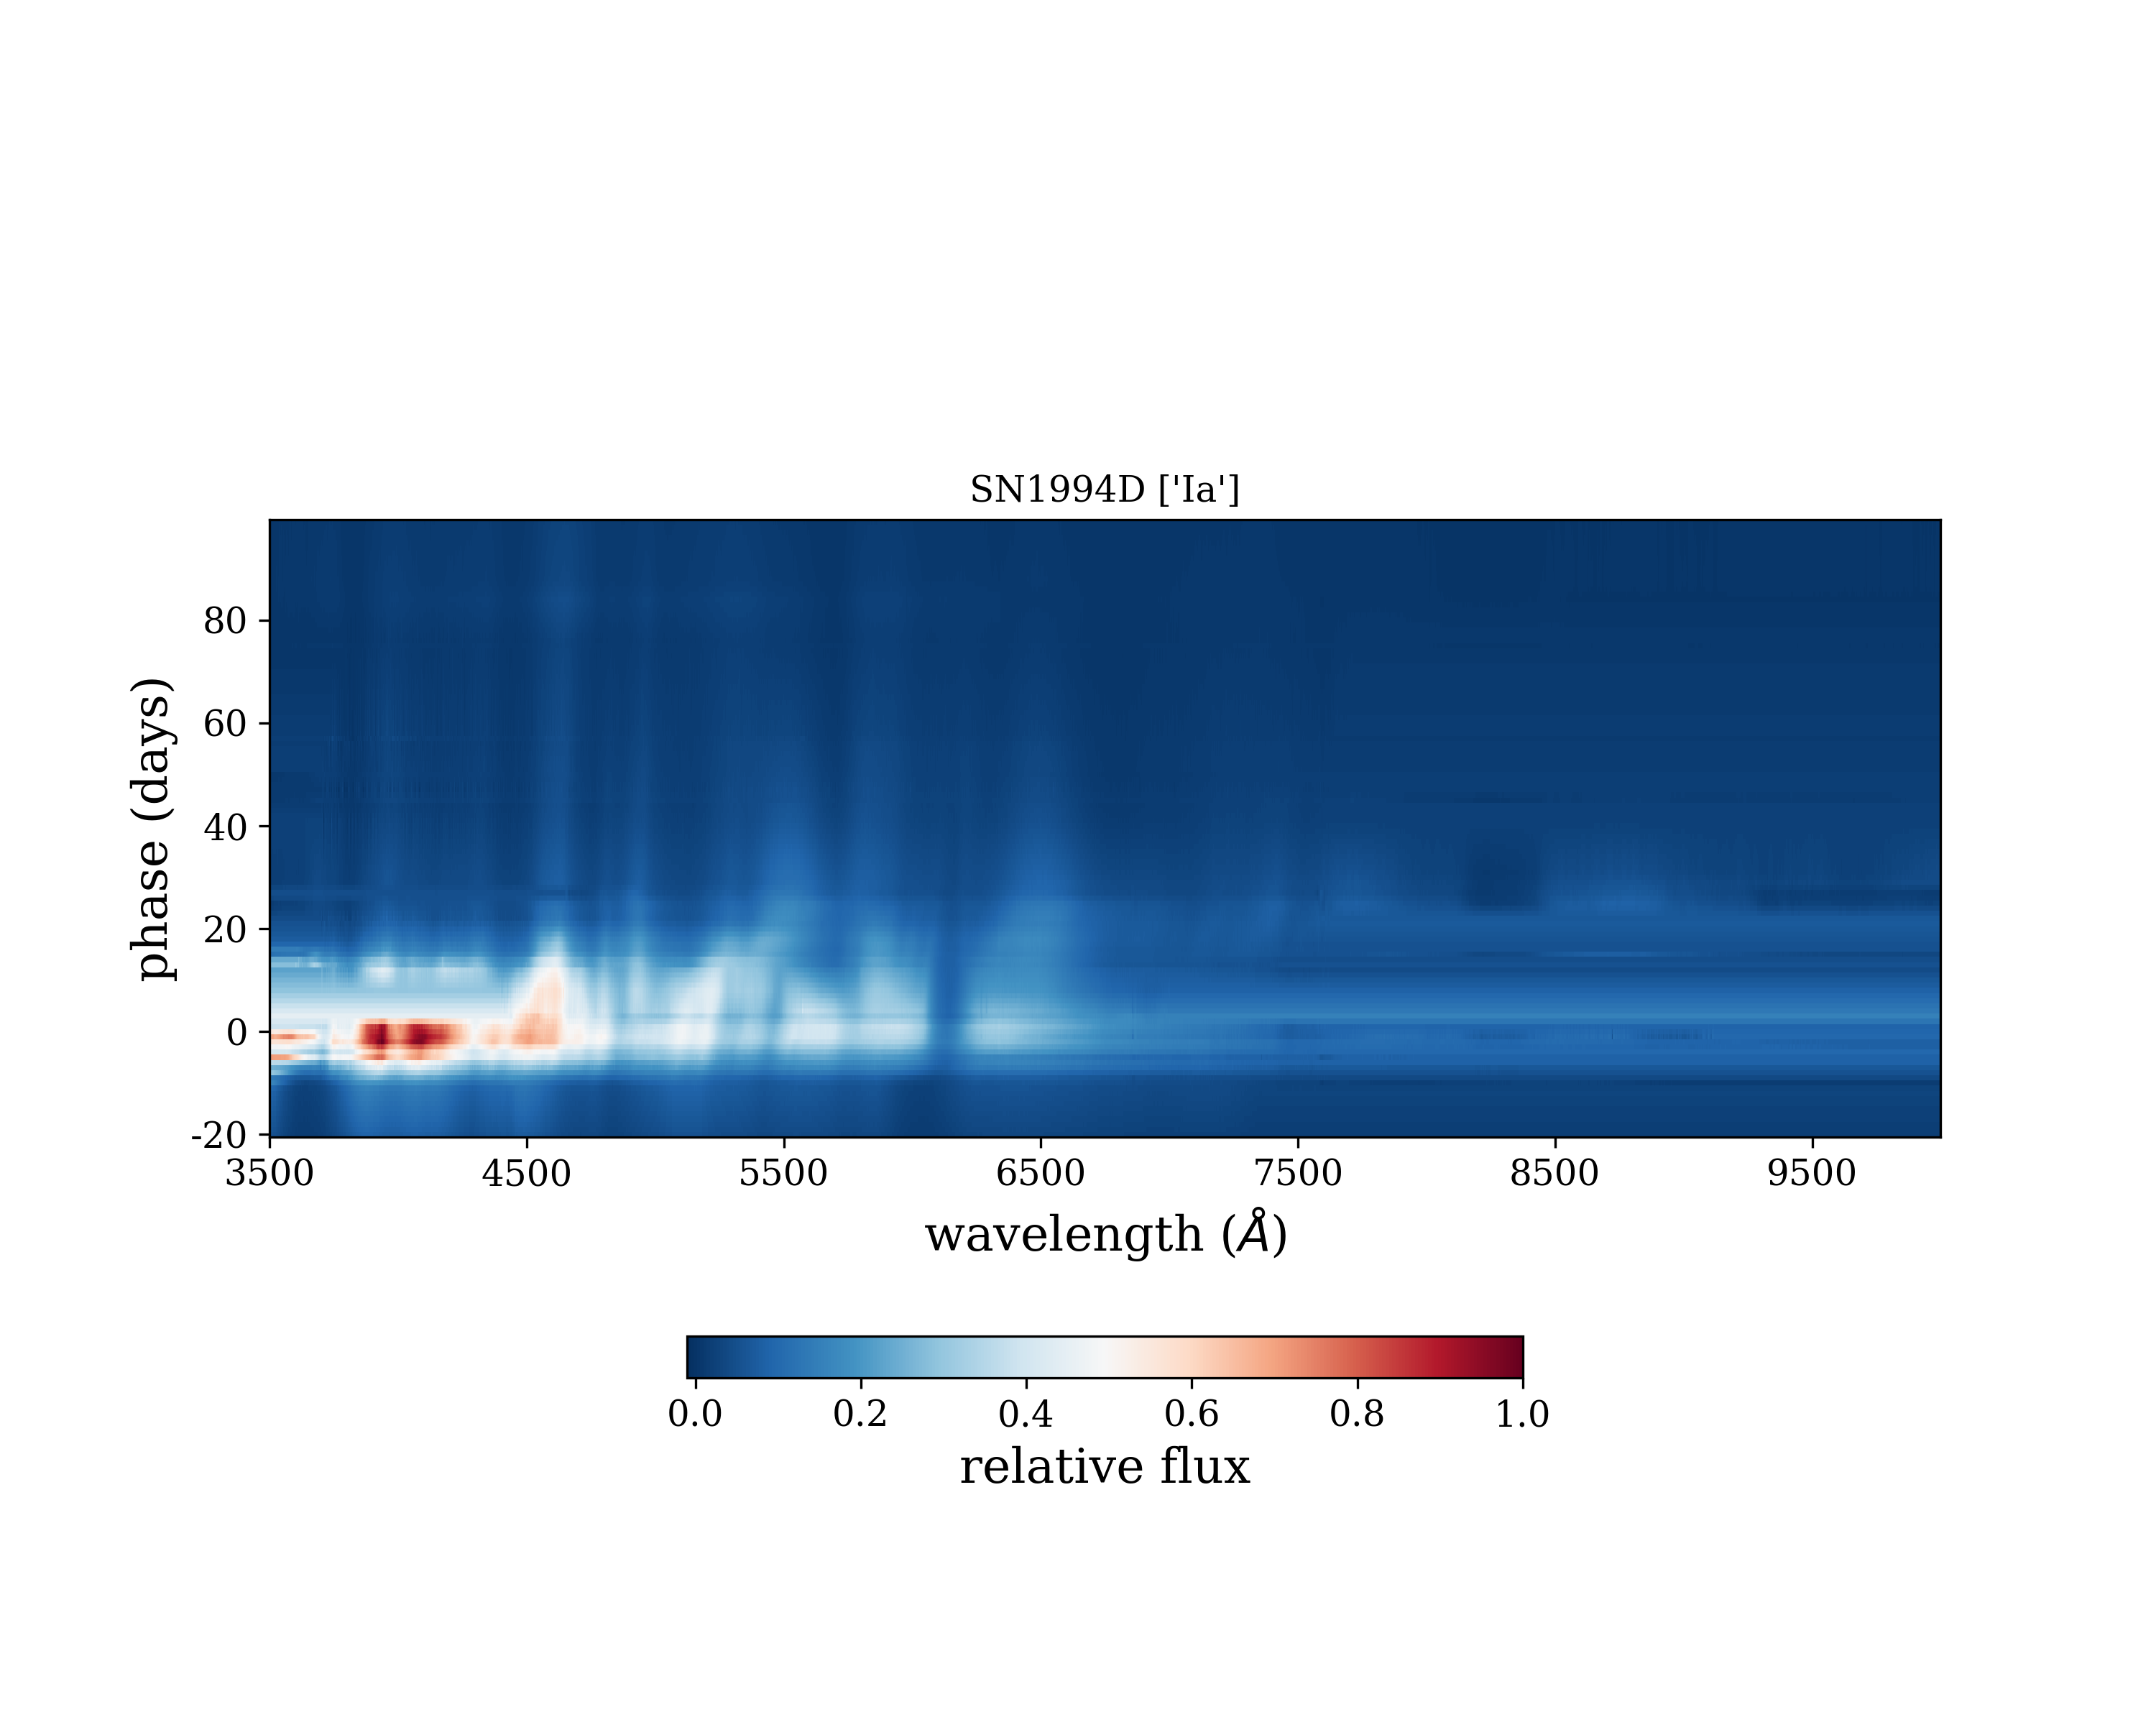 SN1994D ['Ia']
80
60
40
20
0
-20
phase (days)
3500 4500 5500 6500 7500 8500 9500
wavelength (Å)
0.0 0.2 0.4 0.6 0.8 1.0
relative flux